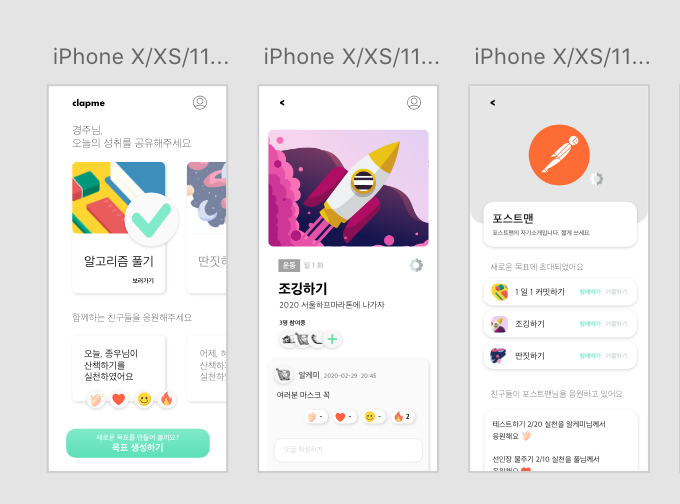 iPhone X/XS/11...
iPhone X/XS/11...
iPhone X/XS/11...
clapme
경주님,
오늘의 성취를 공유해주세요
알고리즘 풀기
보러가기
딴짓하
함께하는 친구들을 응원해주세요
오늘, 종우님이
산책하기를
실천하였어요
어제, 혀
산책하
실천하
새로운 목표를 만들어 볼까요?
목표 생성하기
<
운동 월 1회
조깅하기
2020 서울하프마라톤에 나가자
3명 참여중
+
알케미 2020-02-29 20:45
여러분 마스크 꼭
- - - 2
댓글 작성하기
<
포스트맨
포스트맨의 자기소개입니다. 짧게 쓰세요.
새로운 목표에 초대되었어요
1 일 1 커밋하기 함께하기 거절하기
조깅하기 함께하기 거절하기
딴짓하기 함께하기 거절하기
친구들이 포스트맨님을 응원하고 있어요
테스트하기 2/20 실천을 알케미님께서
응원해요
선인장 물주기 2/10 실천을 풀님께서
응원해요